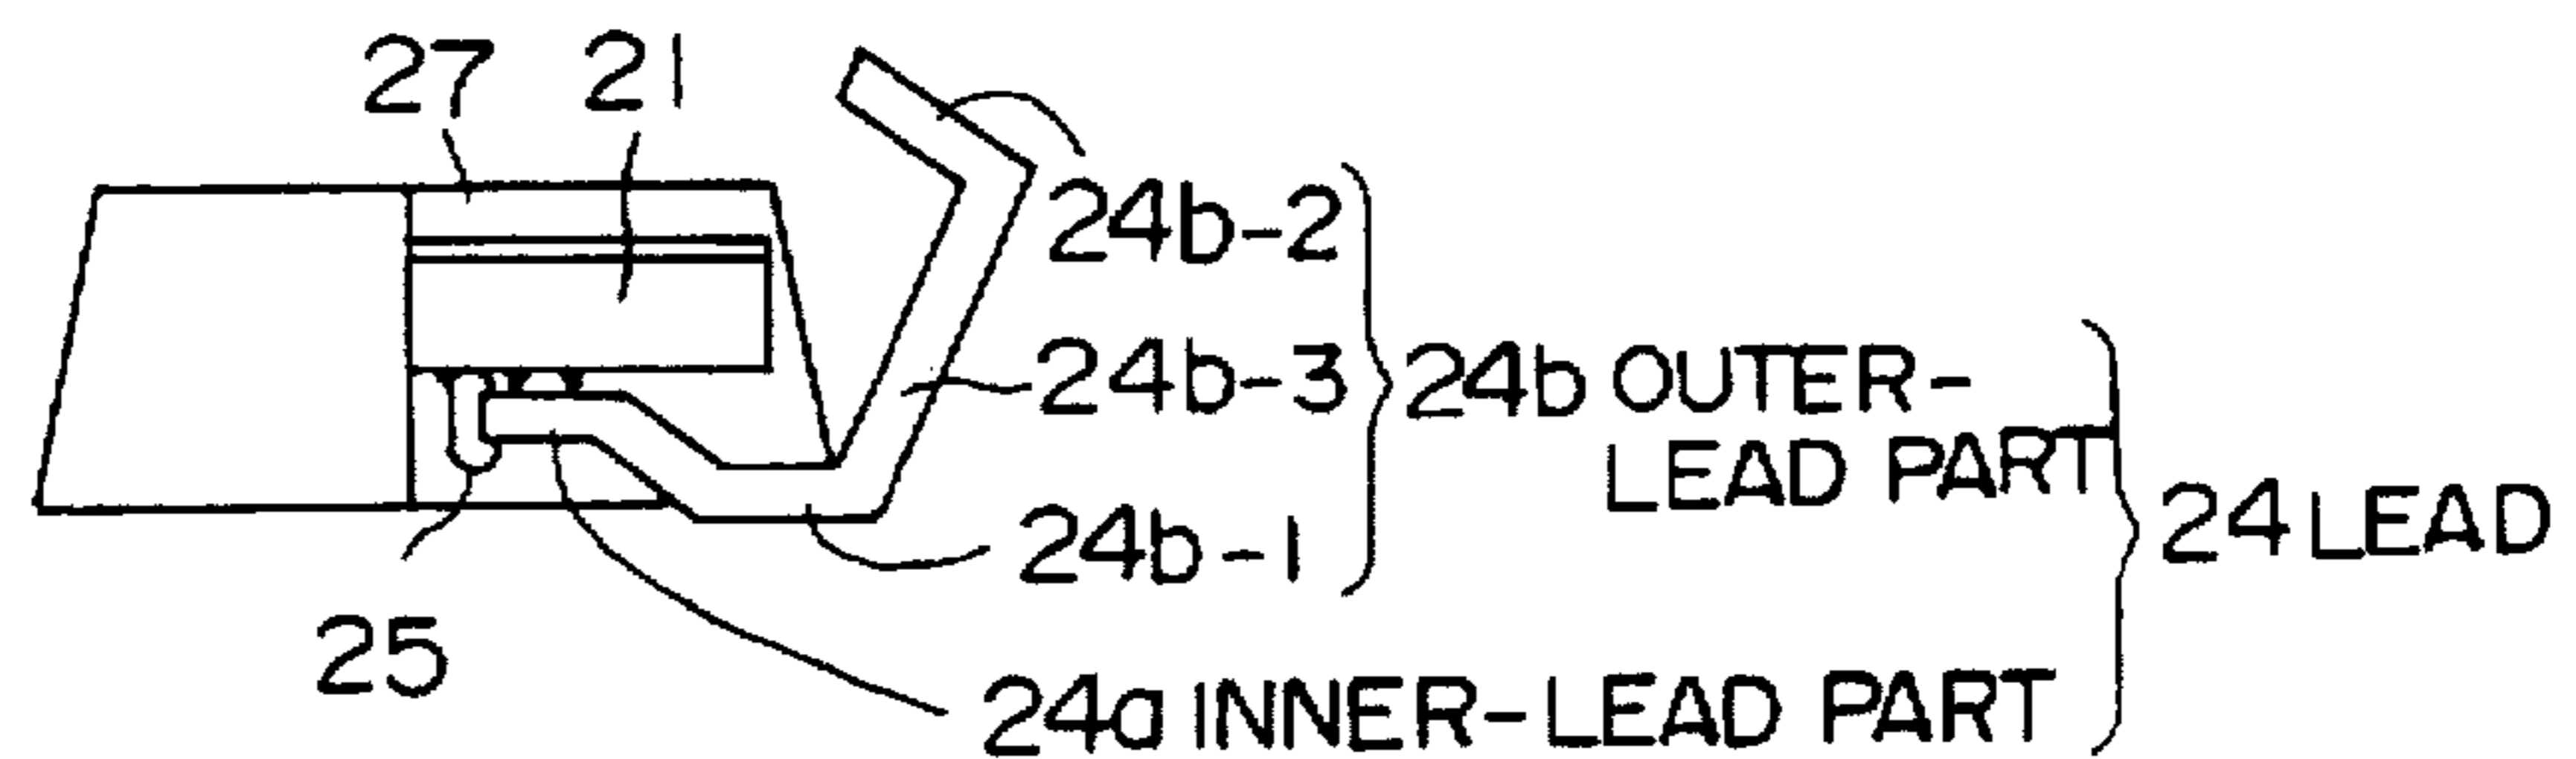 27 21
24b-2
24b-3
24b OUTER-
LEAD PART
24 LEAD
24b-1
25
24a INNER-LEAD PART